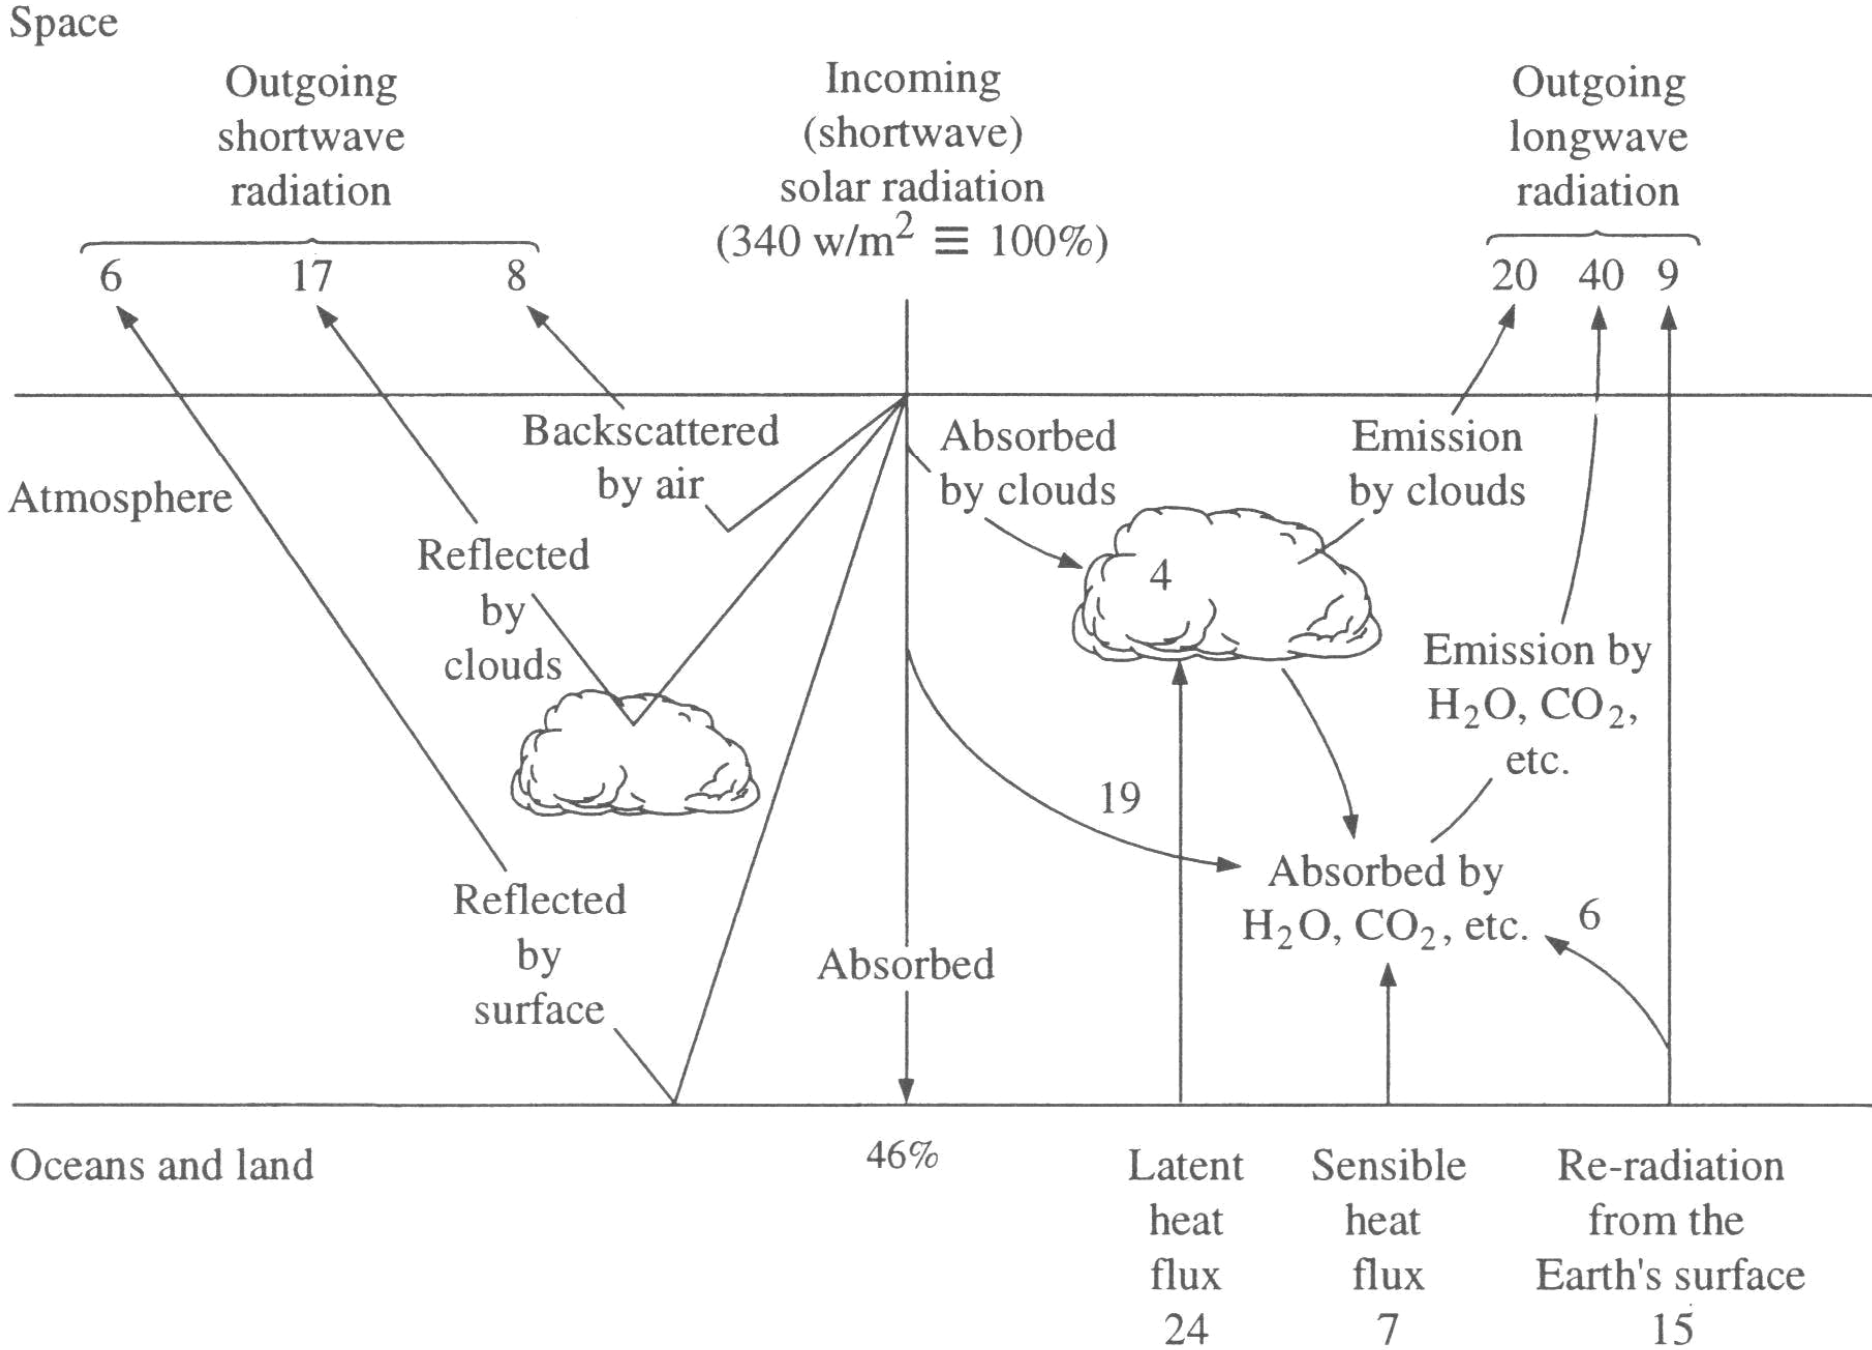 Space
Outgoing
shortwave
radiation
6 17 8
Incoming
(shortwave)
solar radiation
(340 w/m² ≡ 100%)
Outgoing
longwave
radiation
20 40 9
Atmosphere
Backscattered
by air
Reflected
by
clouds
Reflected
by
surface
Absorbed
by clouds
4
Emission
by clouds
Emission by
H₂O, CO₂,
etc.
19
Absorbed by
H₂O, CO₂, etc.
6
Absorbed
Oceans and land
46%
Latent
heat
flux
24
Sensible
heat
flux
7
Re-radiation
from the
Earth's surface
15